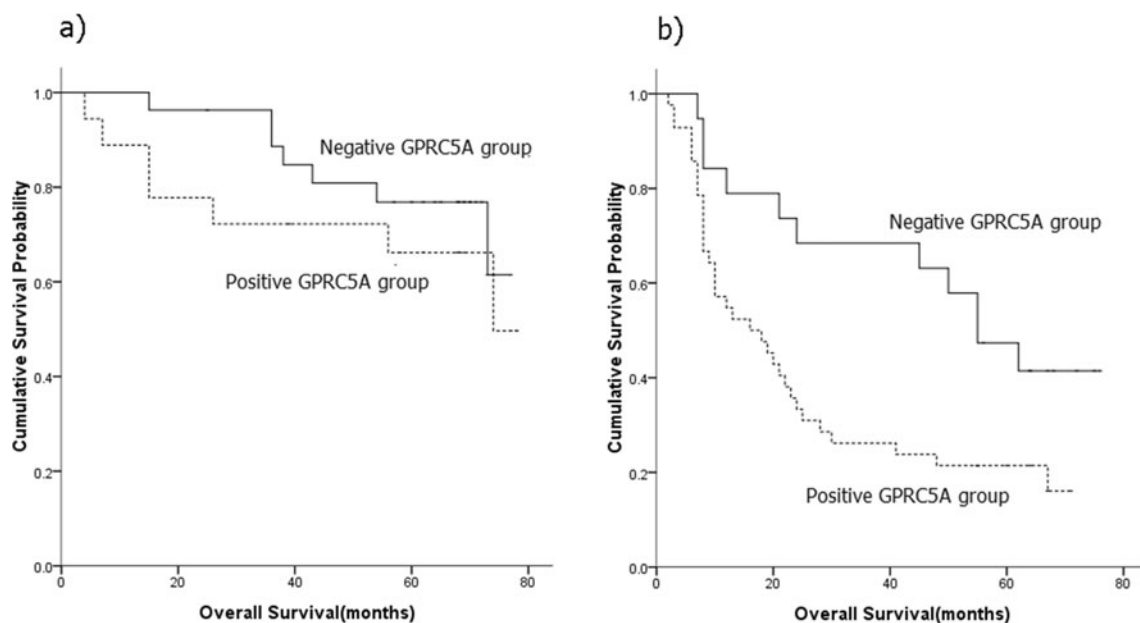 a)
1.0
0.8
0.6
0.4
0.2
0.0
0
20
40
60
80
Cumulative Survival Probability
Overall Survival(months)
Negative GPRC5A group
Positive GPRC5A group
b)
1.0
0.8
0.6
0.4
0.2
0.0
0
20
40
60
80
Cumulative Survival Probability
Overall Survival(months)
Negative GPRC5A group
Positive GPRC5A group